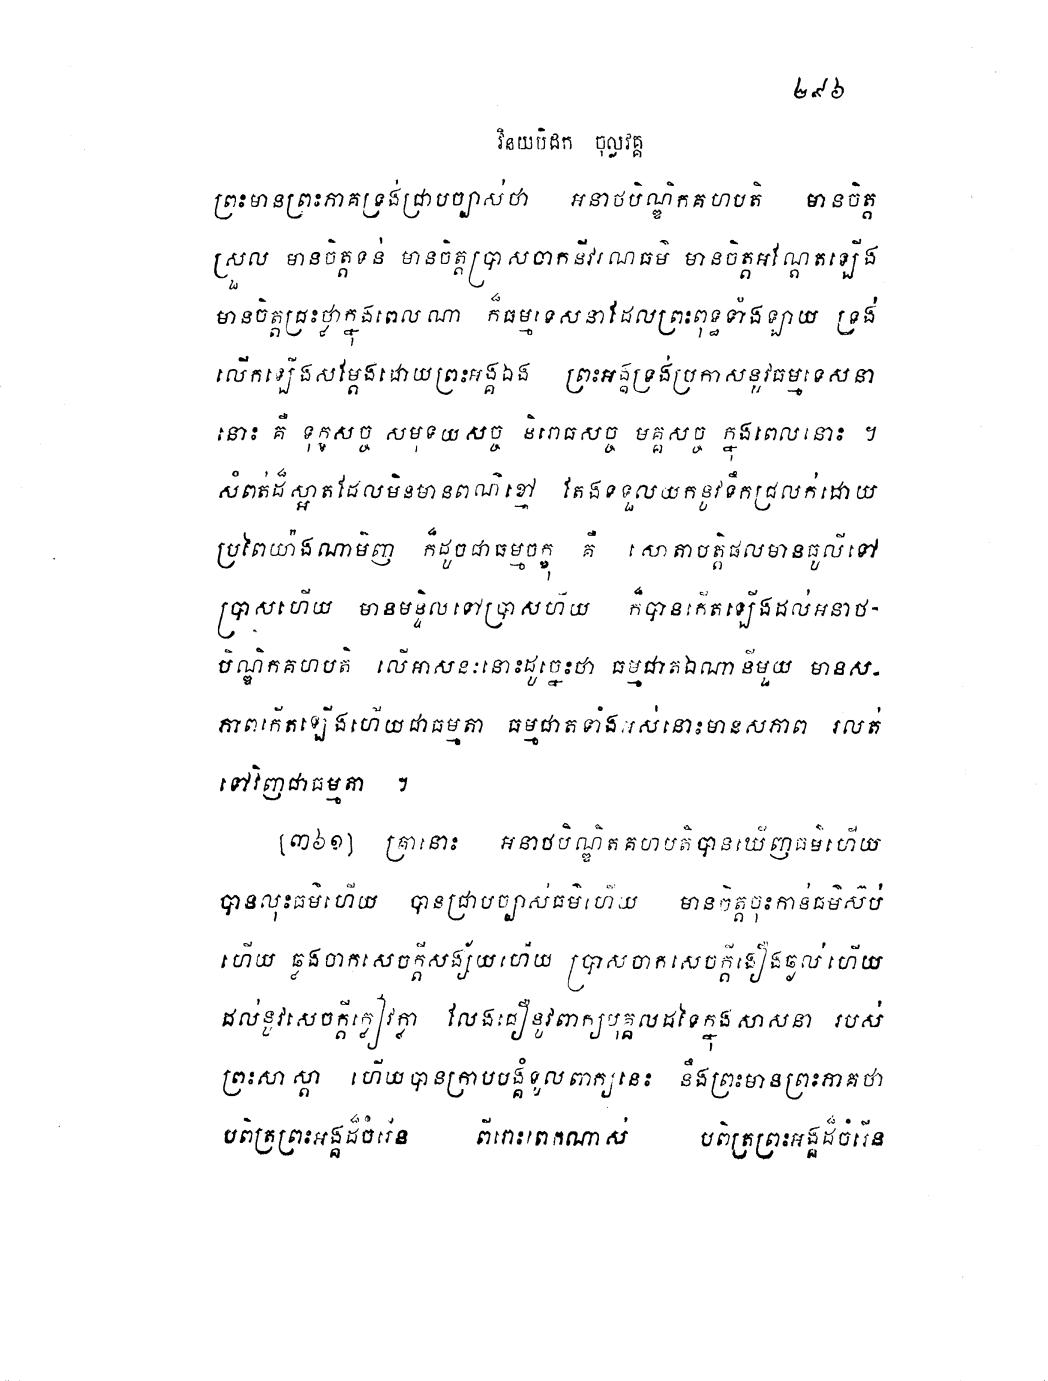 ២៩៦
វិនយបិដក ចុល្លវគ្គ
ព្រះមានព្រះភាគទ្រង់ជ្រាបច្បាស់ថា អនាថបិណ្ឌិកគហបតិ មានចិត្ត
ស្រួល មានចិត្តទន់ មានចិត្តប្រាសចាកនីវរណធម៌ មានចិត្តអណ្តែតឡើង
មានចិត្តជ្រះថ្លាក្នុងពេលណា ក៏ធម្មទេសនាដែលព្រះពុទ្ធទាំងឡាយ ទ្រង់
លើកឡើងសម្តែងដោយព្រះអង្គឯង ព្រះអង្គទ្រង់ប្រកាសនូវធម្មទេសនា
នោះ គឺ ទុក្ខសច្ច សមុទយសច្ច និរោធសច្ច មគ្គសច្ច ក្នុងពេលនោះ ។
សំពត់ដ៏ស្អាតដែលមិនមានពណ៌ខ្មៅ តែងទទួលយកនូវទឹកជ្រលក់ដោយ
ប្រពៃយ៉ាងណាមិញ ក៏ដូចជាធម្មចក្ខុ គឺ សោតាបត្តិផលមានធូលីទៅ
ប្រាសហើយ មានមន្ទិលទៅប្រាសហើយ ក៏បានកើតឡើងដល់អនាថ-
បិណ្ឌិកគហបតិ លើអាសនៈនោះដូច្នេះថា ធម្មជាតឯណានីមួយ មានស-
ភាពកើតឡើងហើយជាធម្មតា ធម្មជាតទាំងអស់នោះមានសភាព រលត់
ទៅវិញជាធម្មតា ។
[៣៦១] គ្រានោះ អនាថបិណ្ឌិកគហបតិបានឃើញធម៌ហើយ
បានលុះធម៌ហើយ បានជ្រាបច្បាស់ធម៌ហើយ មានចិត្តចុះកាន់ធម៌ស៊ប់
ហើយ ឆ្លងចាកសេចក្តីសង្ស័យហើយ ប្រាសចាកសេចក្តីងឿងឆ្ងល់ហើយ
ដល់នូវសេចក្តីក្លៀវក្លា លែងជឿនូវពាក្យបុគ្គលដទៃក្នុងសាសនា របស់
ព្រះសាស្តា ហើយបានក្រាបបង្គំទូលពាក្យនេះ នឹងព្រះមានព្រះភាគថា
បពិត្រព្រះអង្គដ៏ចំរើន ពីរោះពេកណាស់ បពិត្រព្រះអង្គដ៏ចំរើន